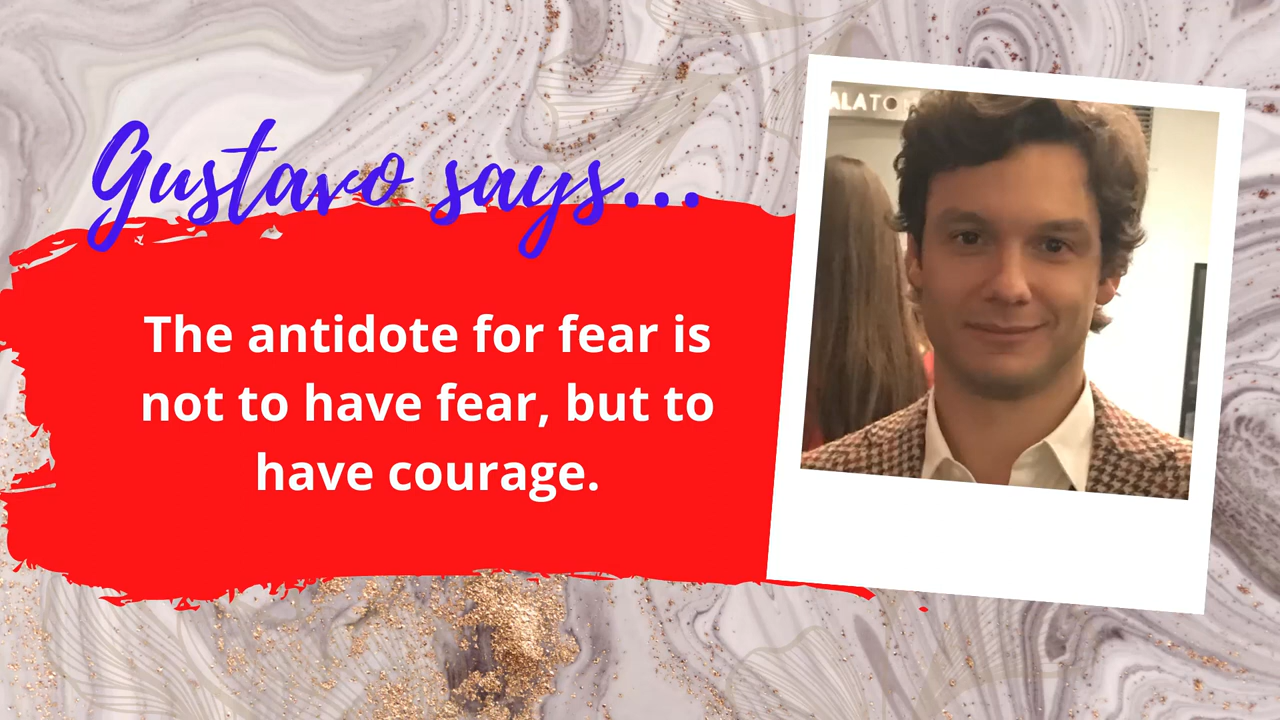 Gustavo says...
The antidote for fear is
not to have fear, but to
have courage.